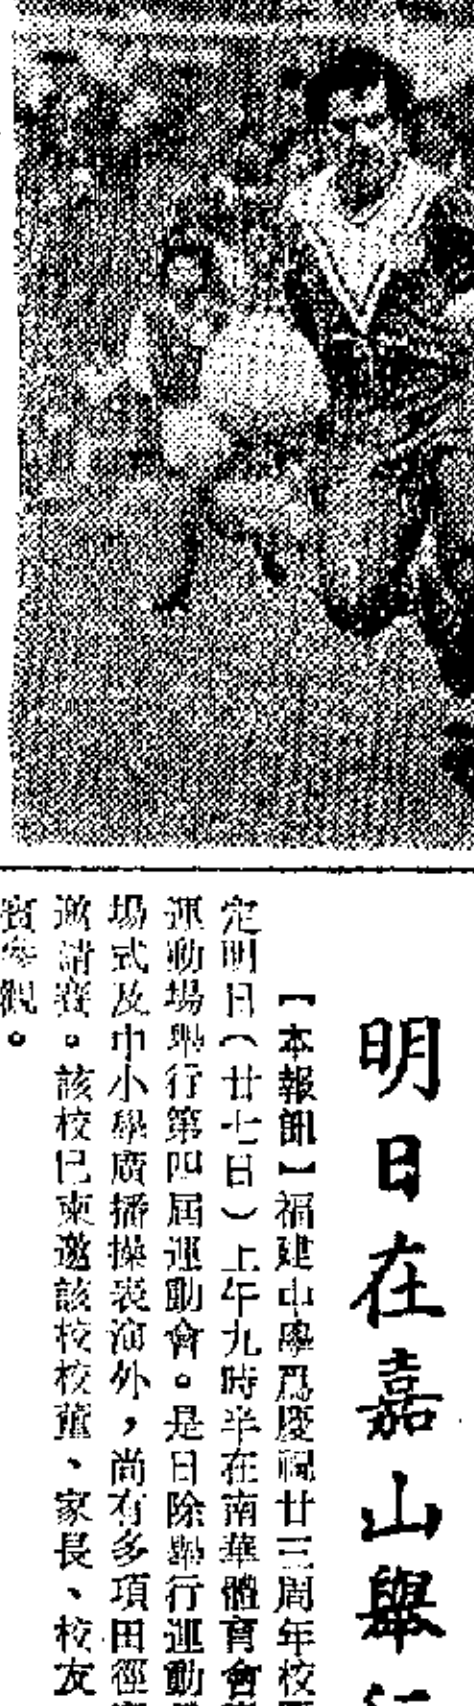 明日在嘉山舉
【本報訊】福建中學爲慶祝廿三周年校
定明日（廿七日）上午九時半在南華體育會
運動場舉行第四屆運動會。是日除舉行運動
場式及中小學廣播操表演外，尚有多項田徑
邀請賽。該校已柬邀該校校董、家長、校友
賓參觀。